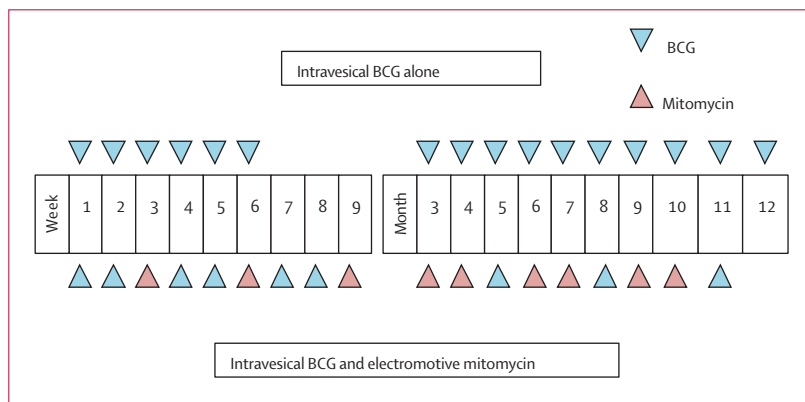 BCG
Intravesical BCG alone
Mitomycin
Week 1 2 3 4 5 6 7 8 9 Month 3 4 5 6 7 8 9 10 11 12
Intravesical BCG and electromotive mitomycin